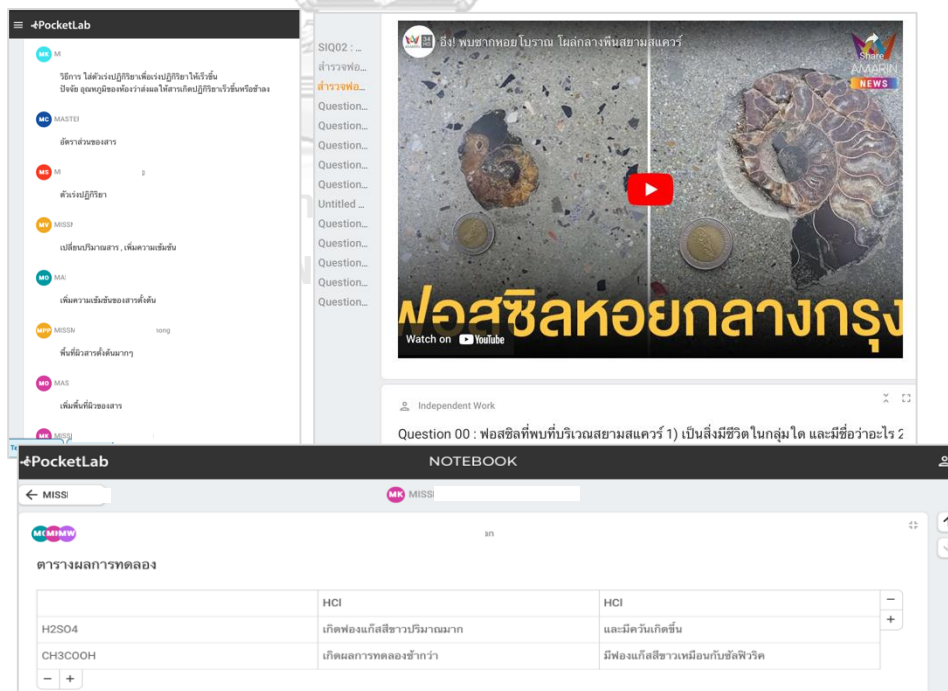 PocketLab
MK M
วิธีการ ใส่ตัวเร่งปฏิกิริยาเพื่อเร่งปฏิกิริยาให้เร็วขึ้น
ปัจจัย อุณหภูมิของห้องว่าส่งผลให้สารเกิดปฏิกิริยาเร็วขึ้นหรือช้าลง
MC MASTER
อัตราส่วนของสาร
MS M
ตัวเร่งปฏิกิริยา
MV MISS
เปลี่ยนปริมาณสาร , เพิ่มความเข้มข้น
MO MA
เพิ่มความเข้มข้นของสารตั้งต้น
MPP MISS nong
พื้นที่ผิวสารตั้งต้นมากๆ
MO MAS
เพิ่มพื้นที่ผิวของสาร
MK MISS
SIQ02 : ...
สำรวจฟอ...
สำรวจฟอ...
Question...
Question...
Question...
Question...
Question...
Untitled ...
Question...
Question...
Question...
Question...
Question...
อึ้ง! พบซากหอยโบราณ โผล่กลางพื้นสยามสแควร์
Share
AMARIN
NEWS
ฟอสซิลหอยกลางกรุง
Watch on YouTube
Independent Work
Question 00 : ฟอสซิลที่พบที่บริเวณสยามสแควร์ 1) เป็นสิ่งมีชีวิตในกลุ่มใด และมีชื่อว่าอะไร 2
PocketLab NOTEBOOK
← MISS MK MISS
ตารางผลการทดลอง
HCl HCl
H2SO4 เกิดฟองแก๊สสีขาวปริมาณมาก และมีควันเกิดขึ้น
CH3COOH เกิดผลการทดลองช้ากว่า มีฟองแก๊สสีขาวเหมือนกับซัลฟิวริค